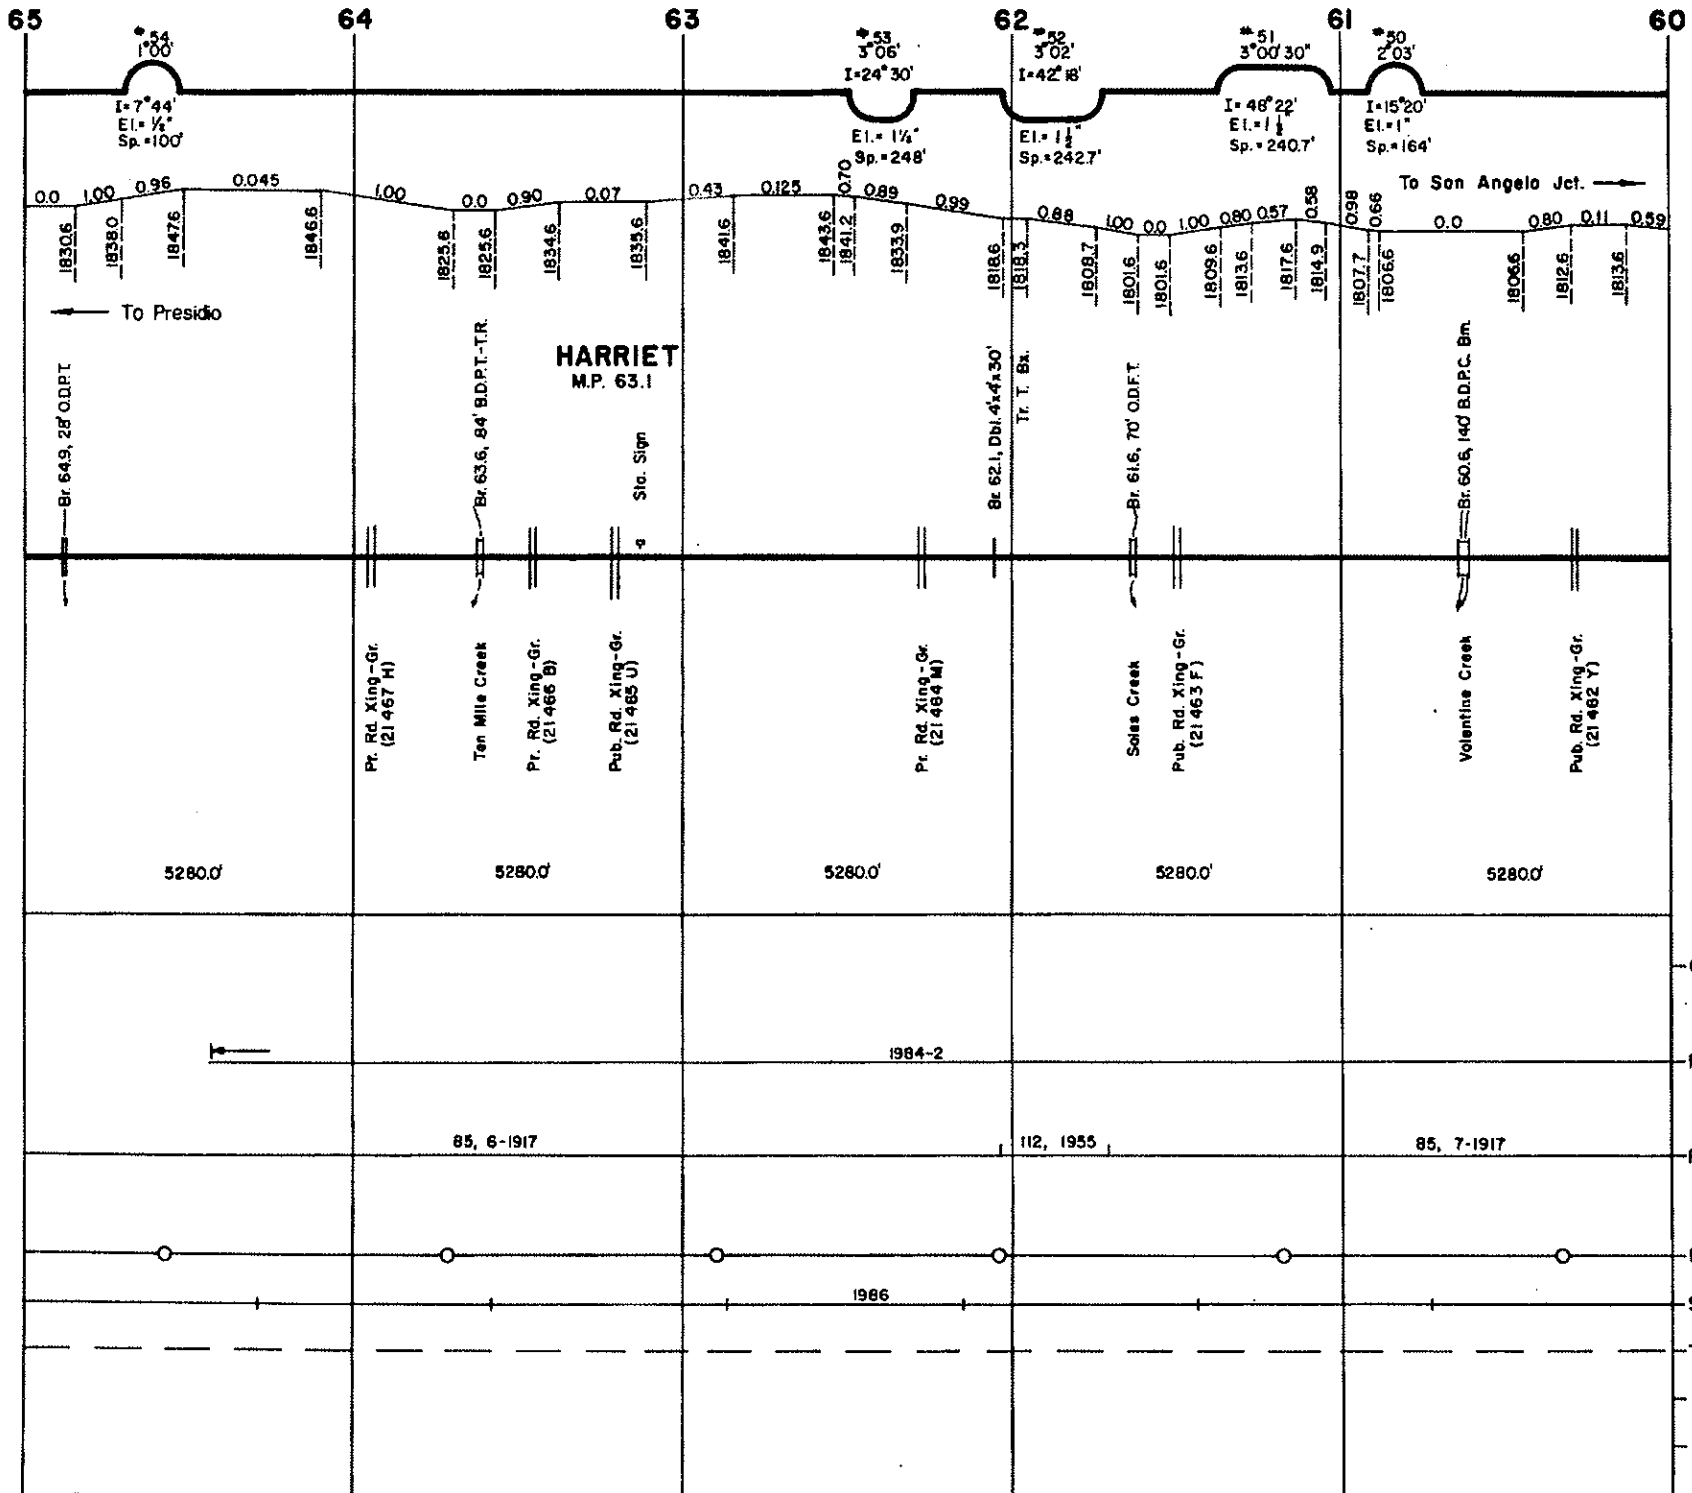 65 64 63 62 61 60
#54
1°00'
I=7°44'
El.=½"
Sp.=100'
#53
3°06'
I=24°30'
El.=1½"
Sp.=248'
#52
3°02'
I=42°18'
El.=1½"
Sp.=242.7'
#51
3°00'30"
I=48°22'
El.=1½"
Sp.=240.7'
#50
2°03'
I=15°20'
El.=1"
Sp.=164'
To San Angelo Jct.
0.0 1.00 0.96 0.045 1.00 0.0 0.90 0.07 0.43 0.125 0.70 0.89 0.99 0.88 1.00 0.0 1.00 0.80 0.57 0.58 0.98 0.66 0.0 0.80 0.11 0.59
1830.6 1838.0 1847.6 1846.6 1825.6 1825.6 1834.6 1835.6 1841.6 1843.6 1841.2 1833.9 1818.6 1818.3 1808.7 1801.6 1801.6 1809.6 1813.6 1817.6 1814.9 1807.7 1806.6 1806.6 1812.6 1813.6
To Presidio
HARRIET
M.P. 63.1
Br. 64.9, 28' O.D.P.T.
Br. 63.6, 84' B.D.P.T.-T.R.
Sta. Sign
Br. 62.1, Dbl. 4'x4'x30'
Tr. T. Bx.
Br. 61.6, 70' O.D.F.T.
Br. 60.6, 140' B.D.P.C. Bm.
Pr. Rd. Xing-Gr.
(21 467 H)
Ten Mile Creek
Pr. Rd. Xing-Gr.
(21 466 B)
Pub. Rd. Xing-Gr.
(21 465 U)
Pr. Rd. Xing-Gr.
(21 464 M)
Soles Creek
Pub. Rd. Xing-Gr.
(21 463 F)
Volentine Creek
Pub. Rd. Xing-Gr.
(21 462 Y)
5280.0' 5280.0' 5280.0' 5280.0' 5280.0'
1984-2
85, 6-1917 112, 1955 85, 7-1917
1986